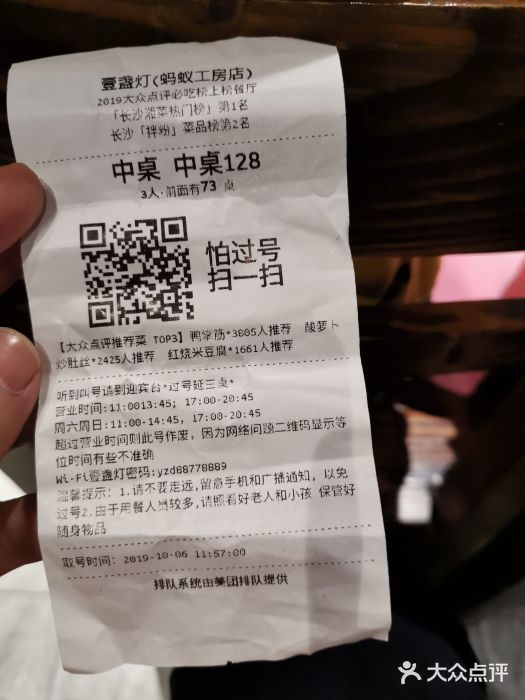 壹盏灯(蚂蚁工房店)
2019大众点评必吃榜上榜餐厅
「长沙湘菜热门榜」第1名
长沙「拌粉」菜品榜第2名
中桌 中桌128
3人·前面有73 桌
怕过号
扫一扫
【大众点评推荐菜 TOP3】鸭掌筋*3805人推荐 酸萝卜
炒肚丝*2425人推荐 红烧米豆腐*1661人推荐
听到叫号请到迎宾台*过号延三桌*
营业时间:11:0013:45; 17:00-20:45
周六周日:11:00-14:45, 17:00-20:45
超过营业时间则此号作废，因为网络问题二维码显示等
位时间有些不准确
Wi-Fi壹盏灯密码:yzd88778889
温馨提示：1.请不要走远,留意手机和广播通知，以免
过号2.由于用餐人员较多,请照看好老人和小孩 保管好
随身物品
取号时间：2019-10-06 11:57:00
排队系统由美团排队提供
大众点评